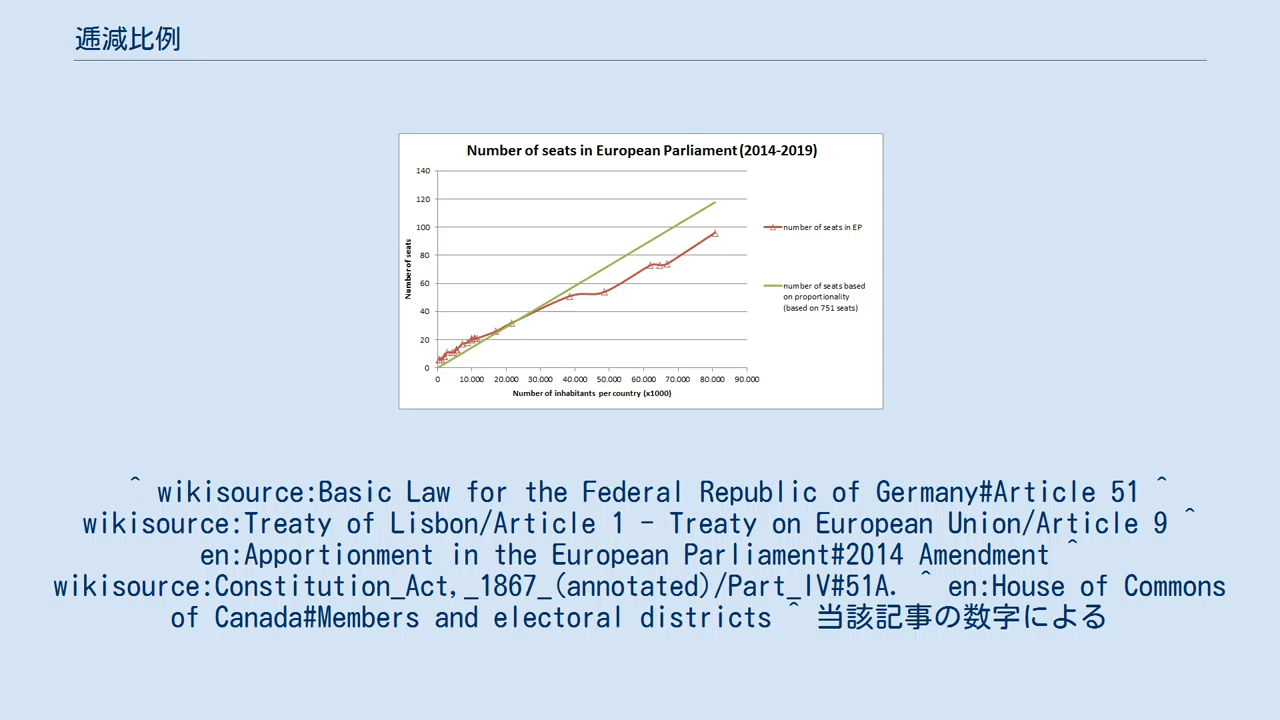 逓減比例
Number of seats in European Parliament (2014-2019)
140
120
100
80
60
40
20
0
Number of seats
0 10.000 20.000 30.000 40.000 50.000 60.000 70.000 80.000 90.000
Number of inhabitants per country (x1000)
number of seats in EP
number of seats based
on proportionality
(based on 751 seats)
^ wikisource:Basic Law for the Federal Republic of Germany#Article 51 ^
wikisource:Treaty of Lisbon/Article 1 - Treaty on European Union/Article 9 ^
en:Apportionment in the European Parliament#2014 Amendment ^
wikisource:Constitution_Act,_1867_(annotated)/Part_IV#51A. ^ en:House of Commons
of Canada#Members and electoral districts ^ 当該記事の数字による